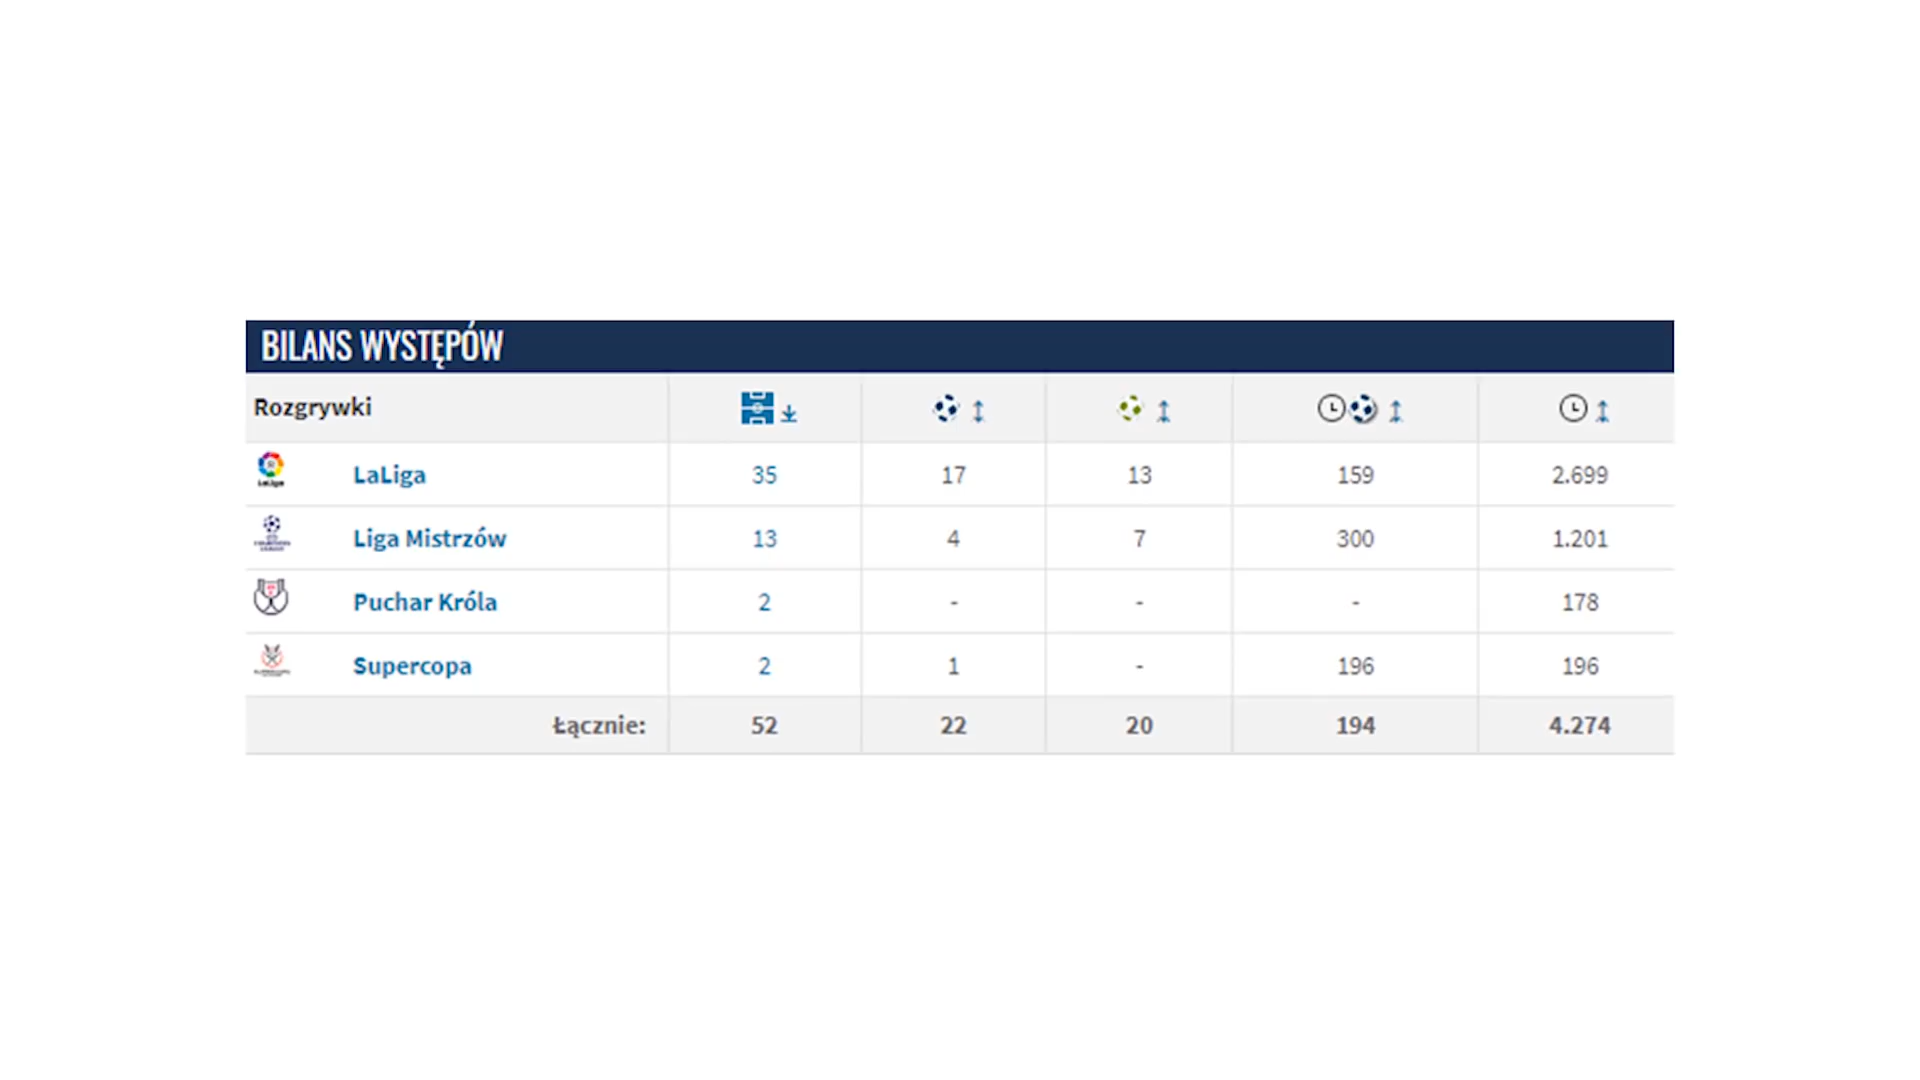 BILANS WYSTĘPÓW
Rozgrywki
LaLiga 35 17 13 159 2.699
Liga Mistrzów 13 4 7 300 1.201
Puchar Króla 2 - - - 178
Supercopa 2 1 - 196 196
Łącznie: 52 22 20 194 4.274